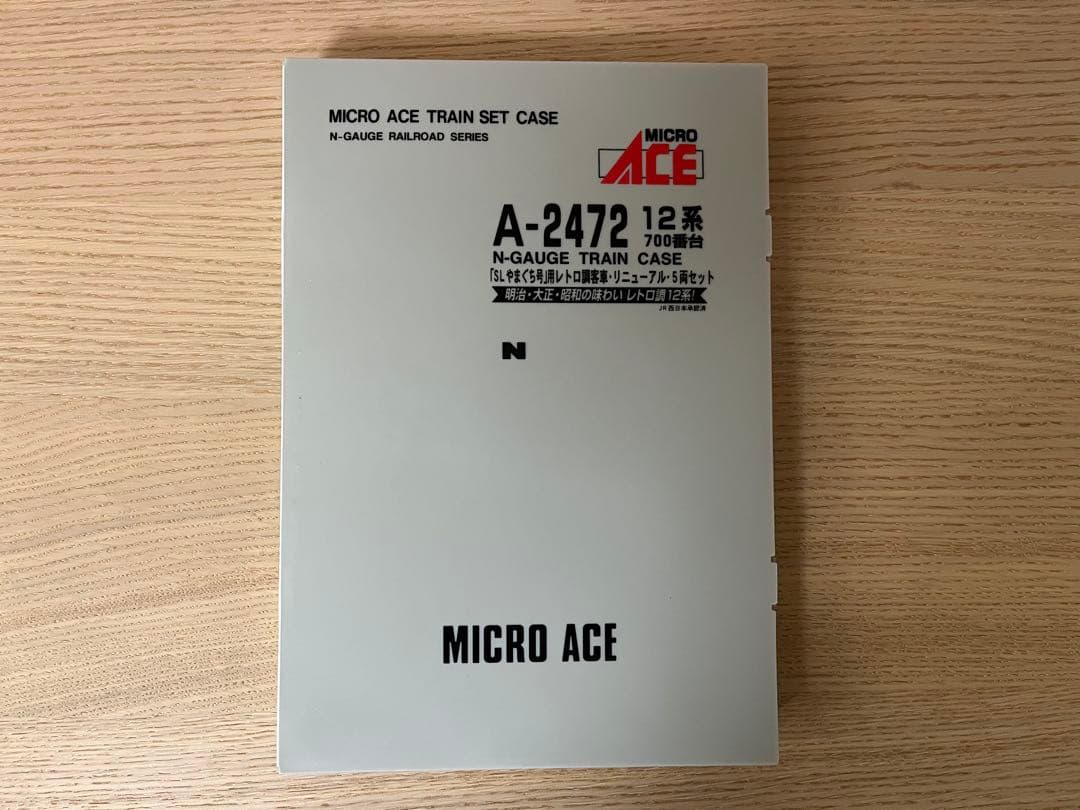 MICRO ACE TRAIN SET CASE
N-GAUGE RAILROAD SERIES
MICRO
ACE
A-2472 12系
700番台
N-GAUGE TRAIN CASE
「SLやまぐち号」用レトロ調客車・リニューアル・5両セット
明治・大正・昭和の味わい レトロ調12系!
JR西日本承認済
N
MICRO ACE